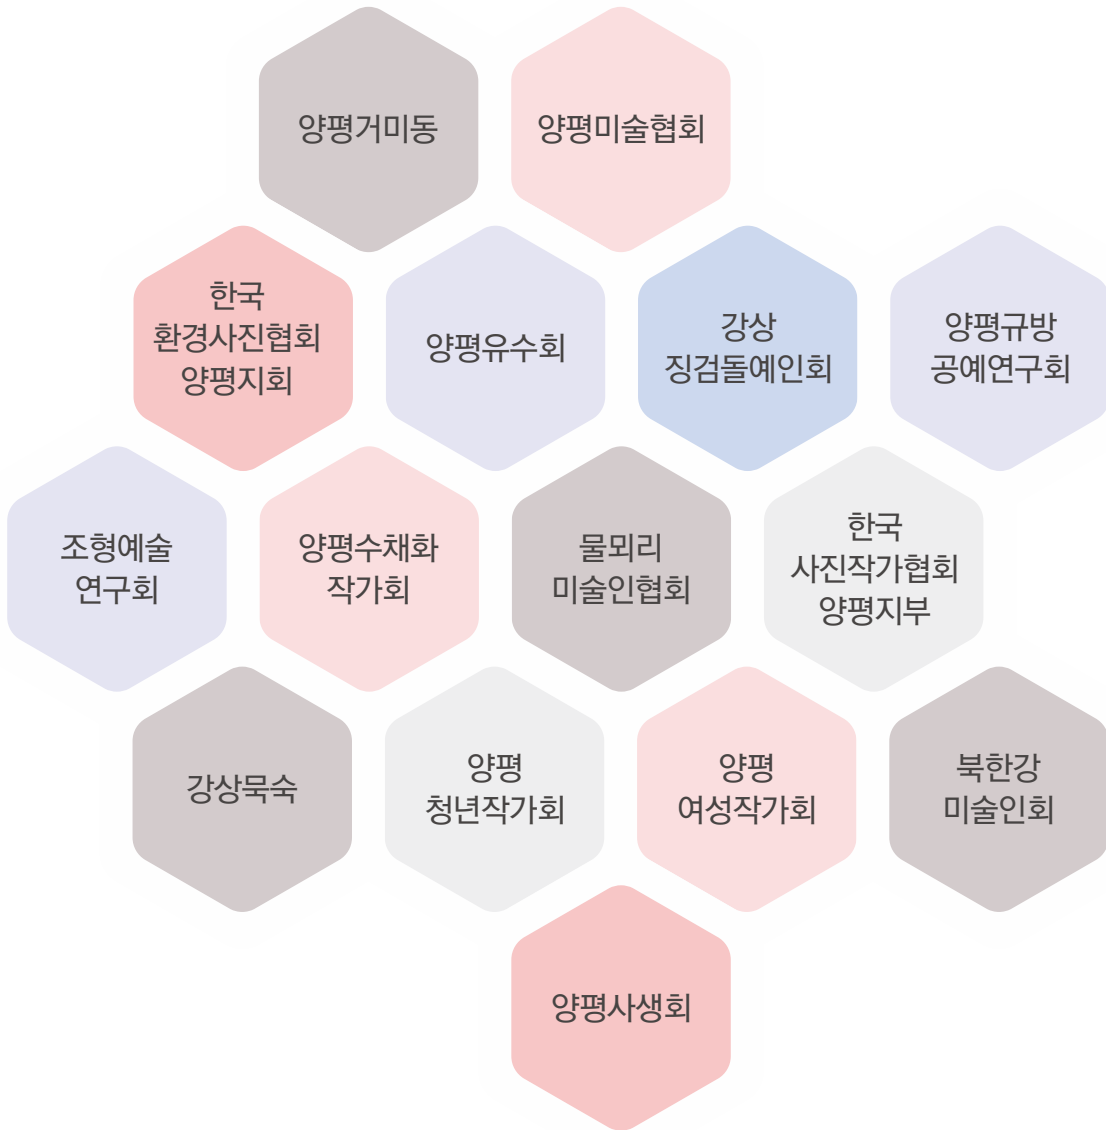 양평거미동
양평미술협회
한국
환경사진협회
양평지회
양평유수회
강상
징검돌예인회
양평규방
공예연구회
조형예술
연구회
양평수채화
작가회
물뫼리
미술인협회
한국
사진작가협회
양평지부
강상묵숙
양평
청년작가회
양평
여성작가회
북한강
미술인회
양평사생회